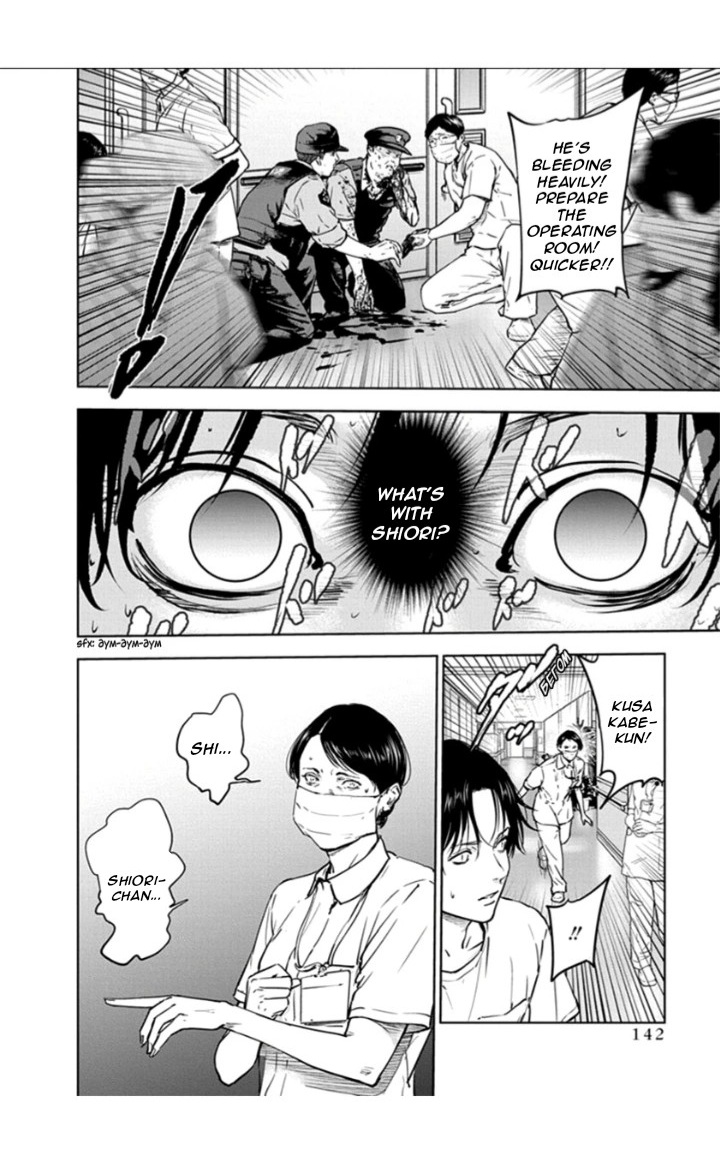 HE'S
BLEEDING
HEAVILY!
PREPARE
THE
OPERATING
ROOM!
QUICKER!!
WHAT'S
WITH
SHIORI?
sfx: дум-дум-дум
БЕГОМ
KUSA
KABE-
KUN!
!!
SHI...
SHIORI-
CHAN...
142